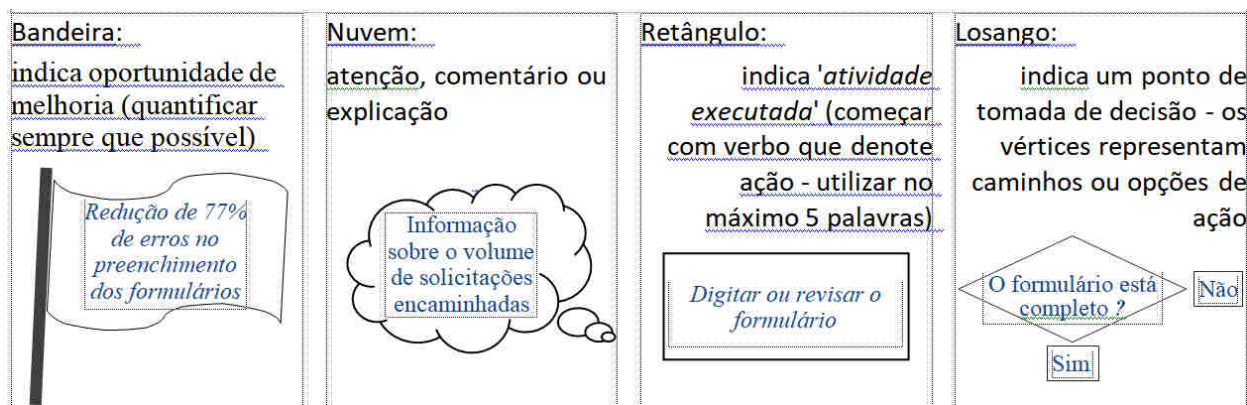 Bandeira:
indica oportunidade de
melhoria (quantificar
sempre que possível)
Redução de 77%
de erros no
preenchimento
dos formulários
Nuvem:
atenção, comentário ou
explicação
Informação
sobre o volume
de solicitações
encaminhadas
Retângulo:
indica 'atividade
executada' (começar
com verbo que denote
ação - utilizar no
máximo 5 palavras)
Digitar ou revisar o
formulário
Losango:
indica um ponto de
tomada de decisão - os
vértices representam
caminhos ou opções de
ação
O formulário está
completo ?
Não
Sim